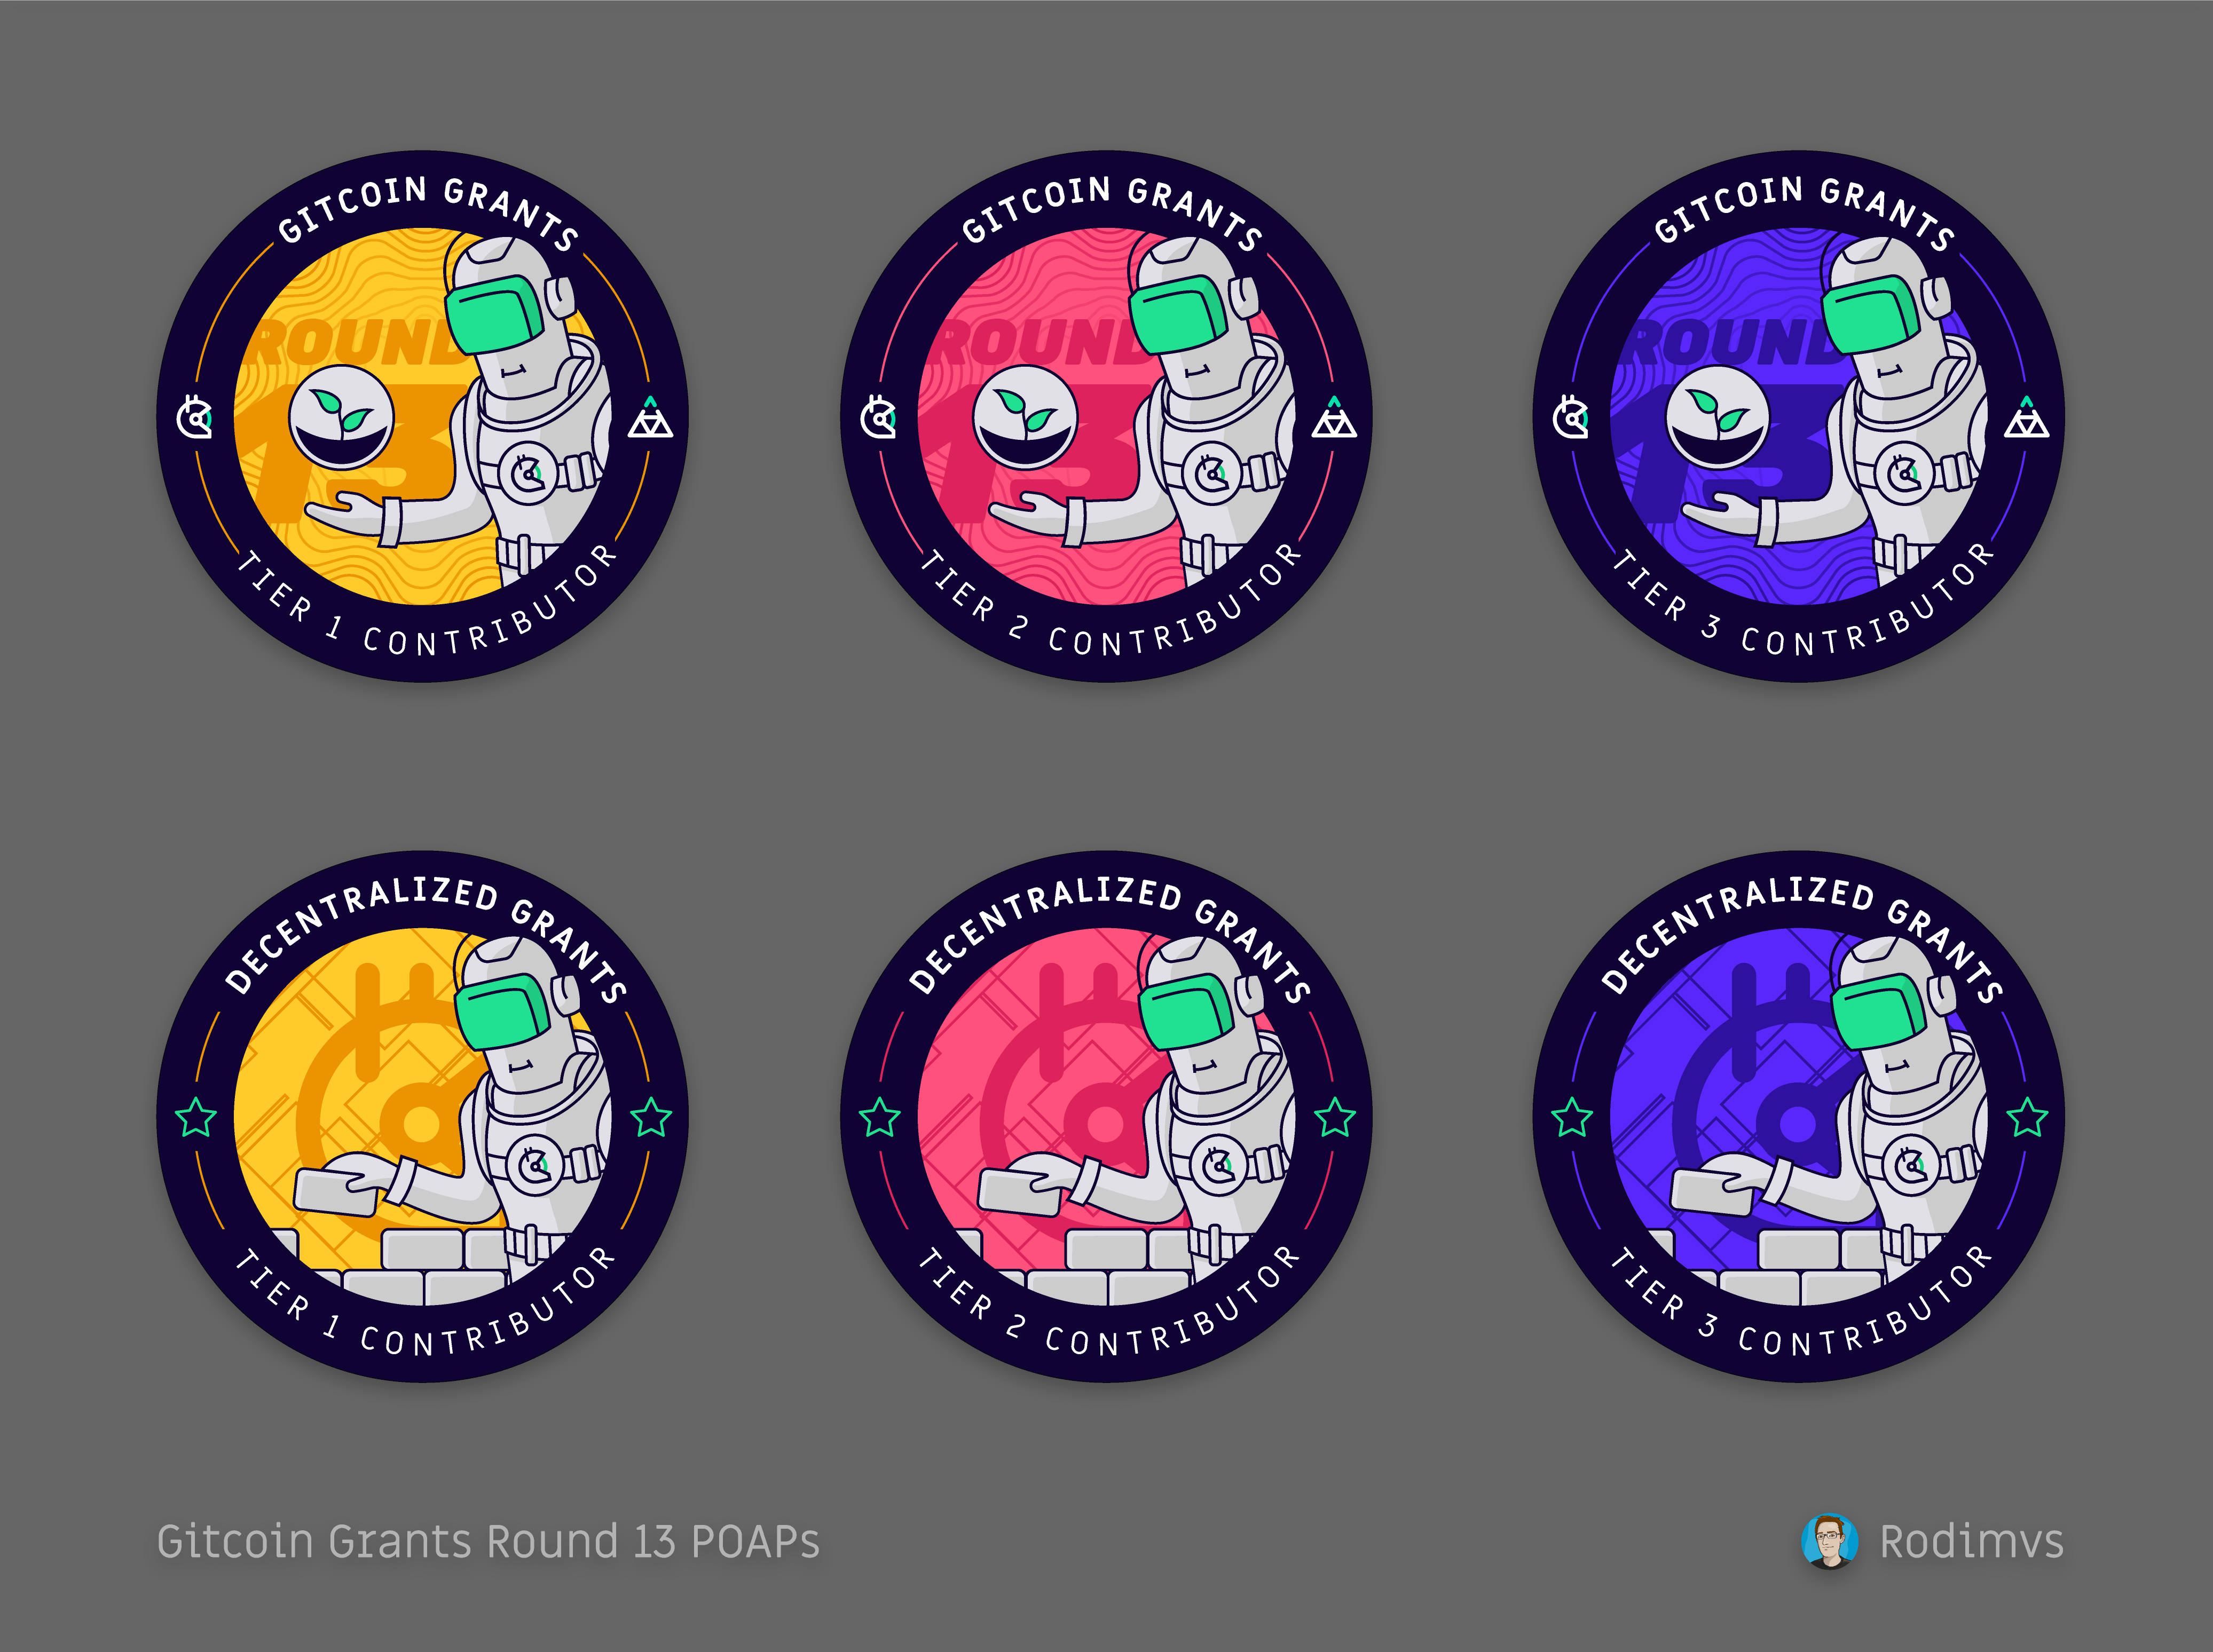 GITCOIN GRANTS
ROUND
13
TIER 1 CONTRIBUTOR
GITCOIN GRANTS
ROUND
13
TIER 2 CONTRIBUTOR
GITCOIN GRANTS
ROUND
13
TIER 3 CONTRIBUTOR
DECENTRALIZED GRANTS
TIER 1 CONTRIBUTOR
DECENTRALIZED GRANTS
TIER 2 CONTRIBUTOR
DECENTRALIZED GRANTS
TIER 3 CONTRIBUTOR
Gitcoin Grants Round 13 POAPs
Rodimvs